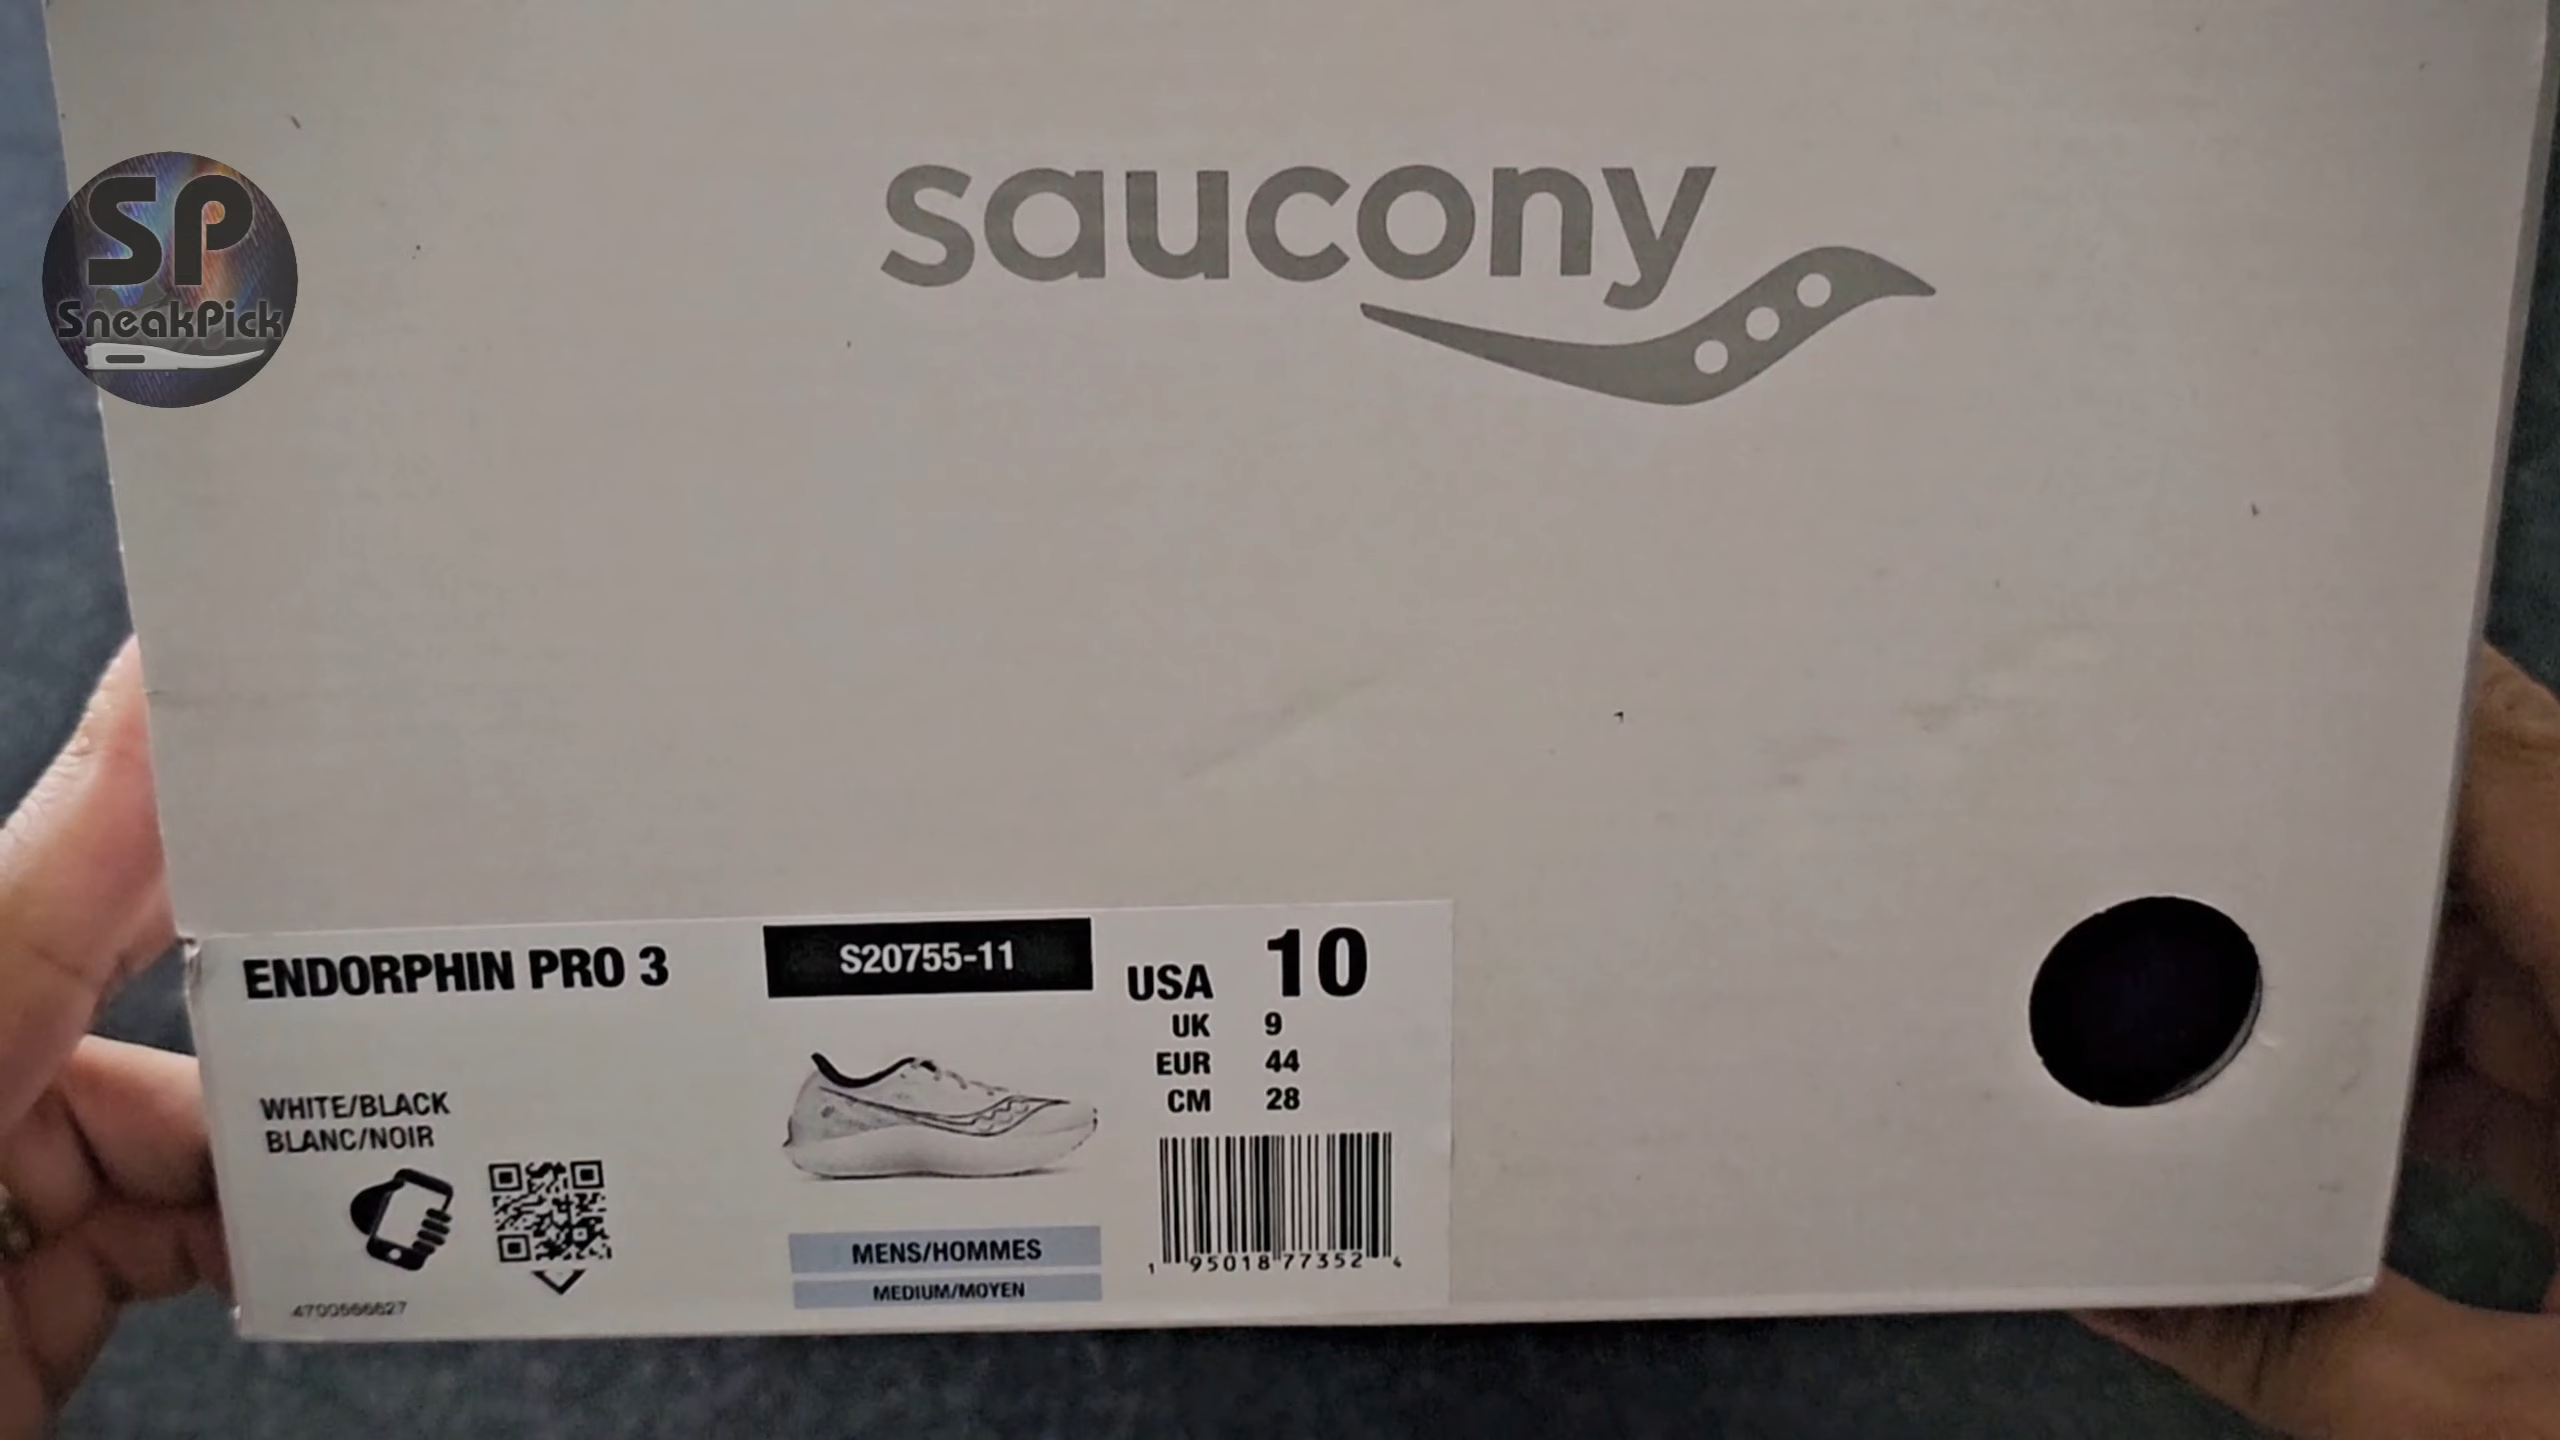 SP
SneakPick
saucony
ENDORPHIN PRO 3
S20755-11
USA 10
UK 9
EUR 44
CM 28
WHITE/BLACK
BLANC/NOIR
MENS/HOMMES
MEDIUM/MOYEN
1 95018 77352 4
4700566627